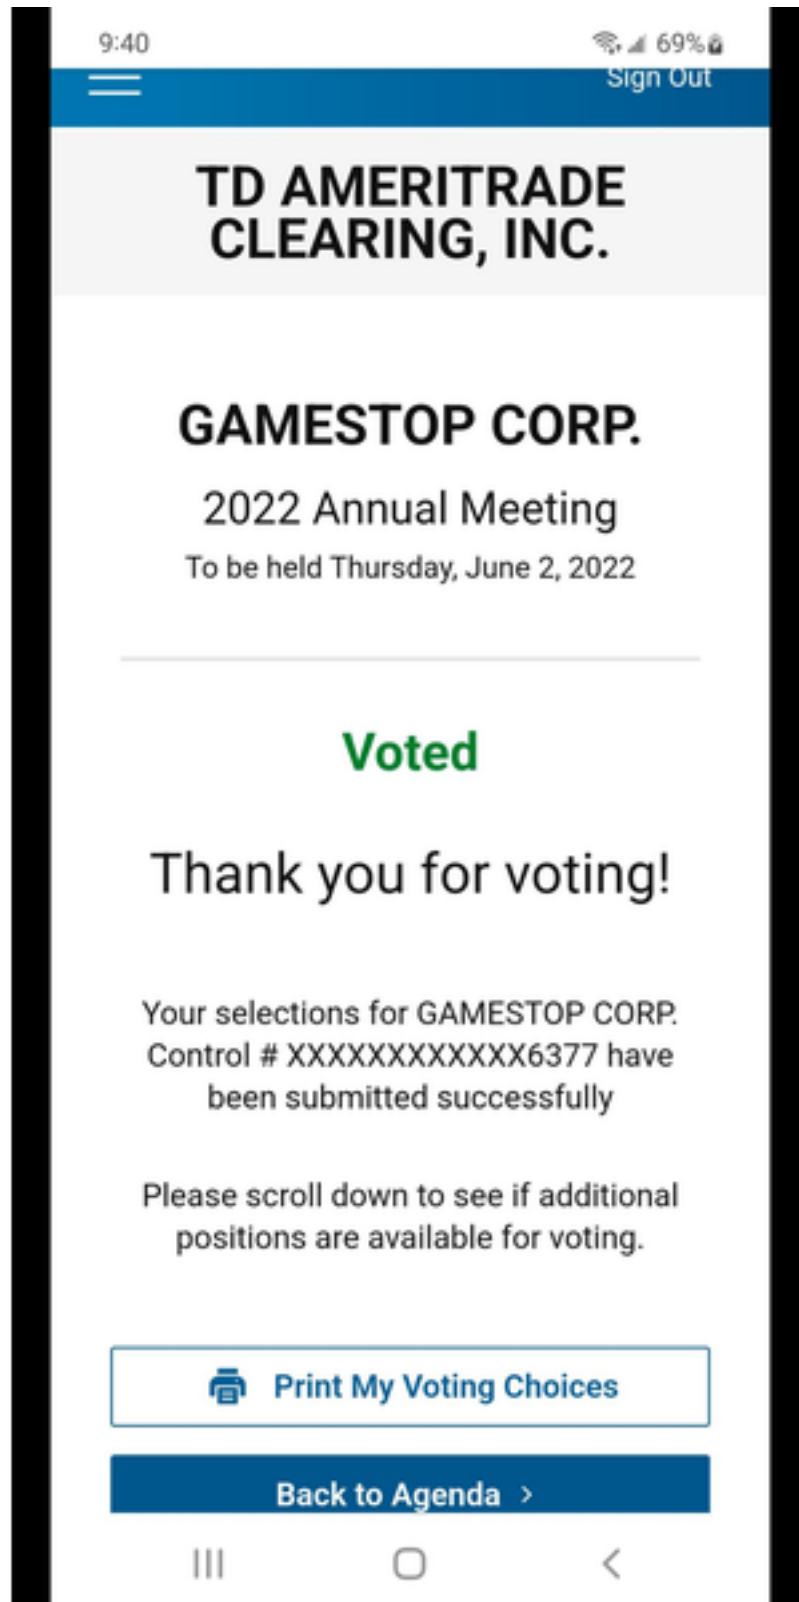 9:40
69%
Sign Out
TD AMERITRADE
CLEARING, INC.
GAMESTOP CORP.
2022 Annual Meeting
To be held Thursday, June 2, 2022
Voted
Thank you for voting!
Your selections for GAMESTOP CORP.
Control # XXXXXXXXXXXX6377 have
been submitted successfully
Please scroll down to see if additional
positions are available for voting.
Print My Voting Choices
Back to Agenda >